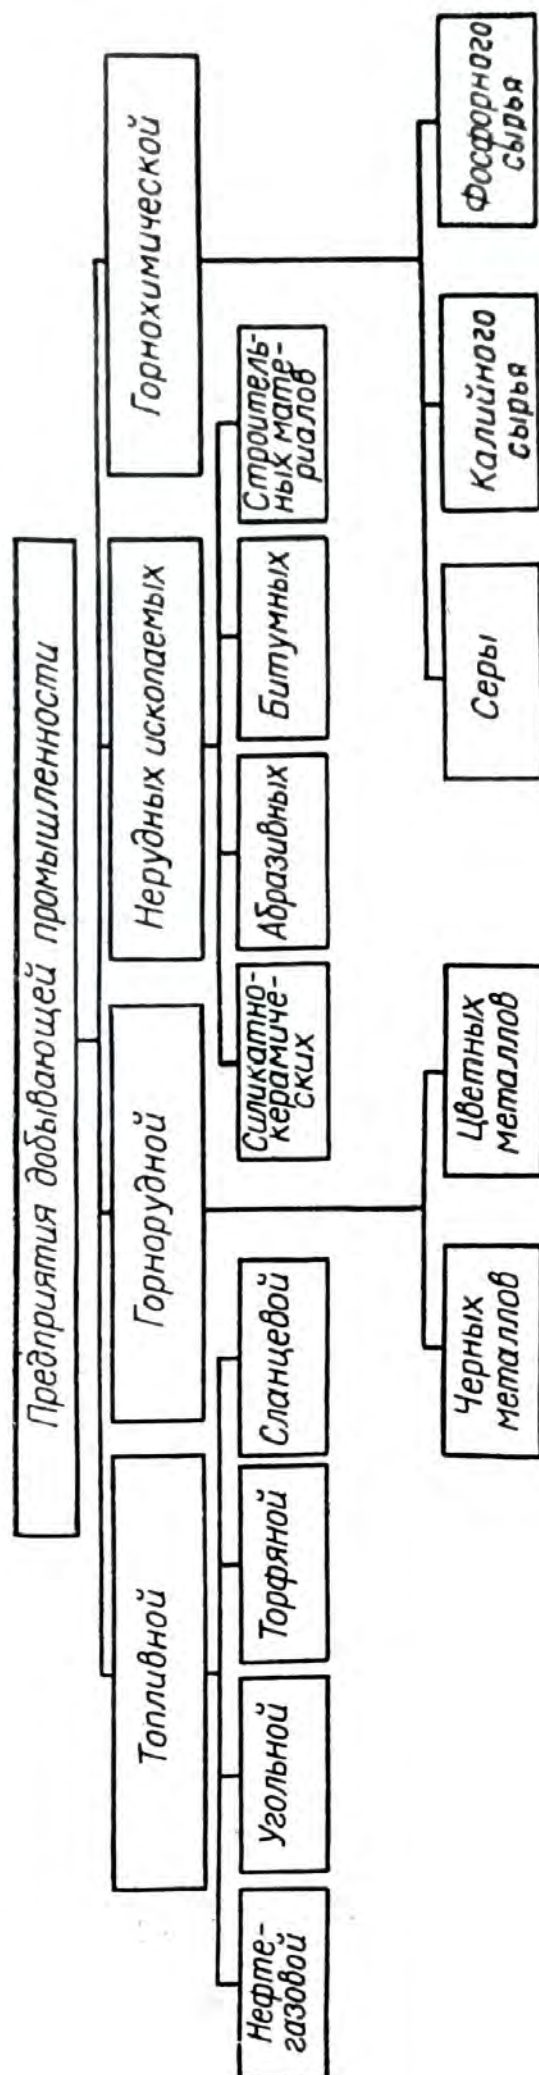 Предприятия добывающей промышленности
Топливной
Горнорудной
Нерудных ископаемых
Горнохимической
Нефте-
газовой
Угольной
Торфяной
Сланцевой
Силикатно-
керамиче-
ских
Абразивных
Битумных
Строитель-
ных мате-
риалов
Черных
металлов
Цветных
металлов
Серы
Калийного
сырья
Фосфорного
сырья